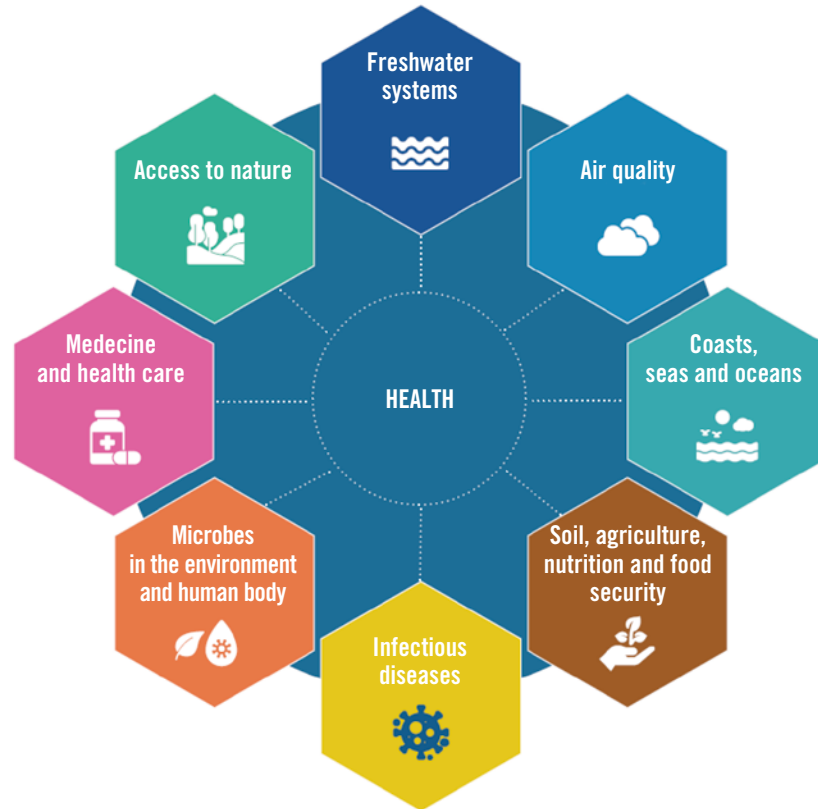 Freshwater
systems
Access to nature
Air quality
Medecine
and health care
HEALTH
Coasts,
seas and oceans
Microbes
in the environment
and human body
Soil, agriculture,
nutrition and food
security
Infectious
diseases